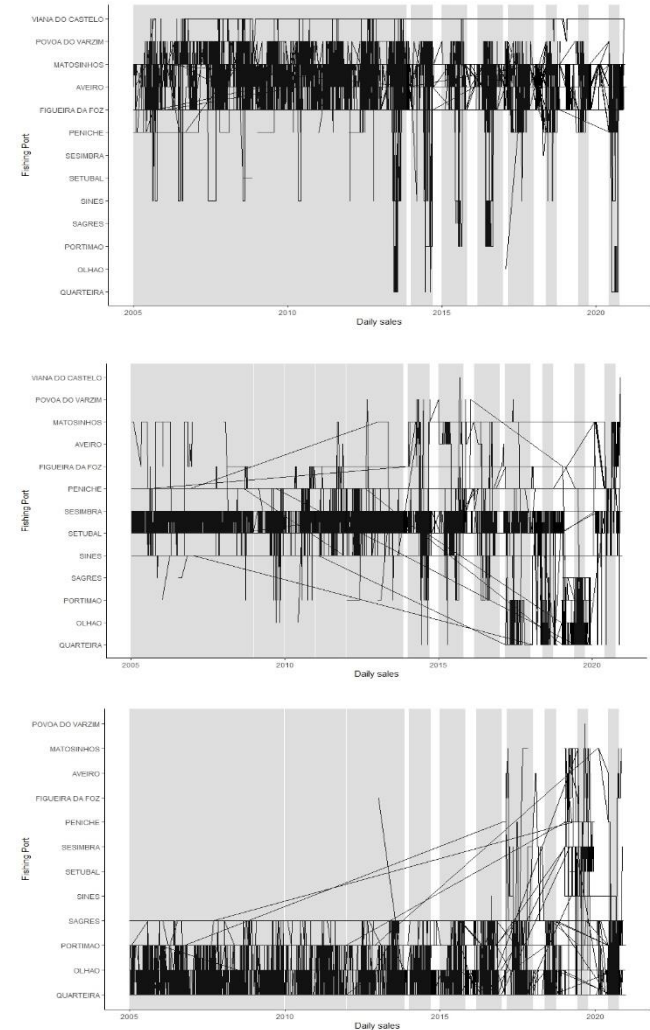 VIANA DO CASTELO
POVOA DO VARZIM
MATOSINHOS
AVEIRO
FIGUEIRA DA FOZ
PENICHE
SESIMBRA
SETUBAL
SINES
SAGRES
PORTIMAO
OLHAO
QUARTEIRA
Fishing Port
2005 2010 2015 2020
Daily sales
VIANA DO CASTELO
POVOA DO VARZIM
MATOSINHOS
AVEIRO
FIGUEIRA DA FOZ
PENICHE
SESIMBRA
SETUBAL
SINES
SAGRES
PORTIMAO
OLHAO
QUARTEIRA
Fishing Port
2005 2010 2015 2020
Daily sales
POVOA DO VARZIM
MATOSINHOS
AVEIRO
FIGUEIRA DA FOZ
PENICHE
SESIMBRA
SETUBAL
SINES
SAGRES
PORTIMAO
OLHAO
QUARTEIRA
Fishing Port
2005 2010 2015 2020
Daily sales